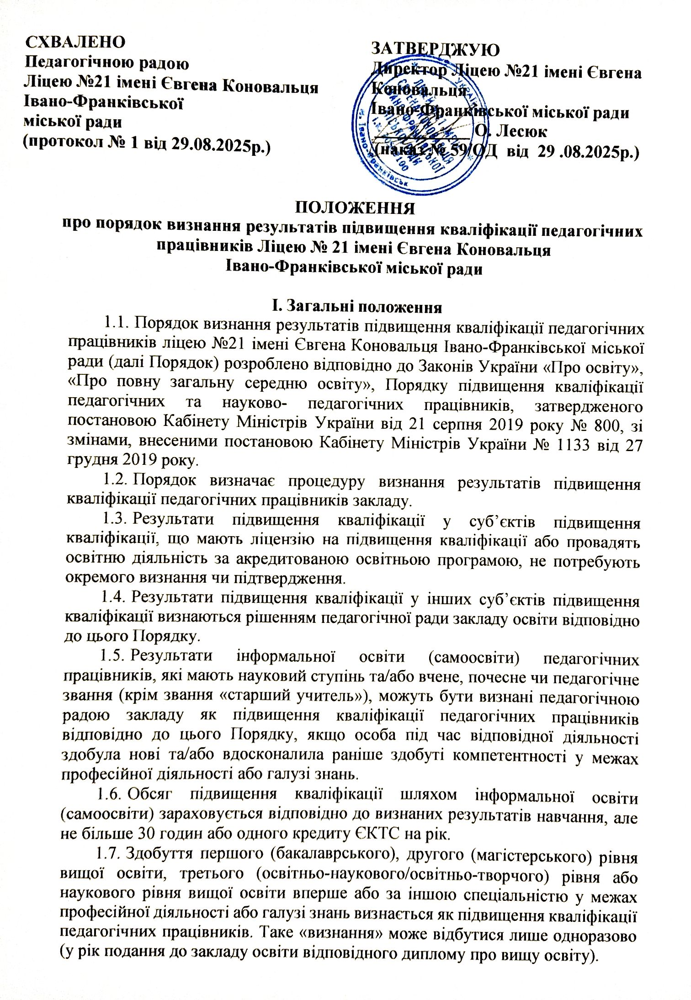 СХВАЛЕНО
Педагогічною радою
Ліцею №21 імені Євгена Коновальця
Івано-Франківської
міської ради
(протокол № 1 від 29.08.2025р.)
ЗАТВЕРДЖУЮ
Директор Ліцею №21 імені Євгена
Коновальця
Івано-Франківської міської ради
____________ О. Лесюк
(наказ № 59/ОД від 29 .08.2025р.)
УКРАЇНА
м. Івано-Франківськ
ПОЛОЖЕННЯ
про порядок визнання результатів підвищення кваліфікації педагогічних
працівників Ліцею № 21 імені Євгена Коновальця
Івано-Франківської міської ради
І. Загальні положення
1.1. Порядок визнання результатів підвищення кваліфікації педагогічних
працівників ліцею №21 імені Євгена Коновальця Івано-Франківської міської
ради (далі Порядок) розроблено відповідно до Законів України «Про освіту»,
«Про повну загальну середню освіту», Порядку підвищення кваліфікації
педагогічних та науково- педагогічних працівників, затвердженого
постановою Кабінету Міністрів України від 21 серпня 2019 року № 800, зі
змінами, внесеними постановою Кабінету Міністрів України № 1133 від 27
грудня 2019 року.
1.2. Порядок визначає процедуру визнання результатів підвищення
кваліфікації педагогічних працівників закладу.
1.3. Результати підвищення кваліфікації у суб’єктів підвищення
кваліфікації, що мають ліцензію на підвищення кваліфікації або провадять
освітню діяльність за акредитованою освітньою програмою, не потребують
окремого визнання чи підтвердження.
1.4. Результати підвищення кваліфікації у інших суб’єктів підвищення
кваліфікації визнаються рішенням педагогічної ради закладу освіти відповідно
до цього Порядку.
1.5. Результати інформальної освіти (самоосвіти) педагогічних
працівників, які мають науковий ступінь та/або вчене, почесне чи педагогічне
звання (крім звання «старший учитель»), можуть бути визнані педагогічною
радою закладу як підвищення кваліфікації педагогічних працівників
відповідно до цього Порядку, якщо особа під час відповідної діяльності
здобула нові та/або вдосконалила раніше здобуті компетентності у межах
професійної діяльності або галузі знань.
1.6. Обсяг підвищення кваліфікації шляхом інформальної освіти
(самоосвіти) зараховується відповідно до визнаних результатів навчання, але
не більше 30 годин або одного кредиту ЄКТС на рік.
1.7. Здобуття першого (бакалаврського), другого (магістерського) рівня
вищої освіти, третього (освітньо-наукового/освітньо-творчого) рівня або
наукового рівня вищої освіти вперше або за іншою спеціальністю у межах
професійної діяльності або галузі знань визнається як підвищення кваліфікації
педагогічних працівників. Таке «визнання» може відбутися лише одноразово
(у рік подання до закладу освіти відповідного диплому про вищу освіту).